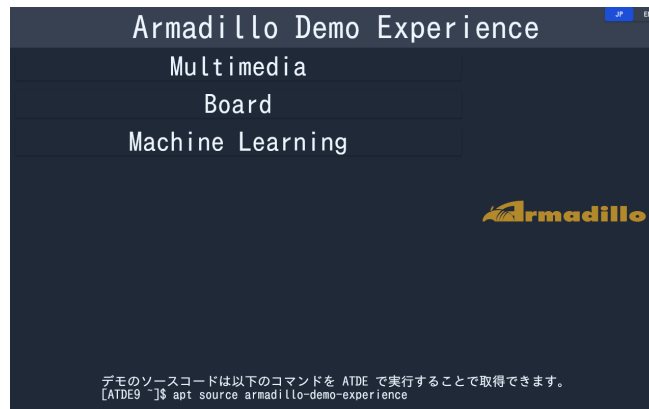 Armadillo Demo Experience
JP
Multimedia
Board
Machine Learning
Armadillo
デモのソースコードは以下のコマンドを ATDE で実行することで取得できます。
[ATDE9 ~]$ apt source armadillo-demo-experience